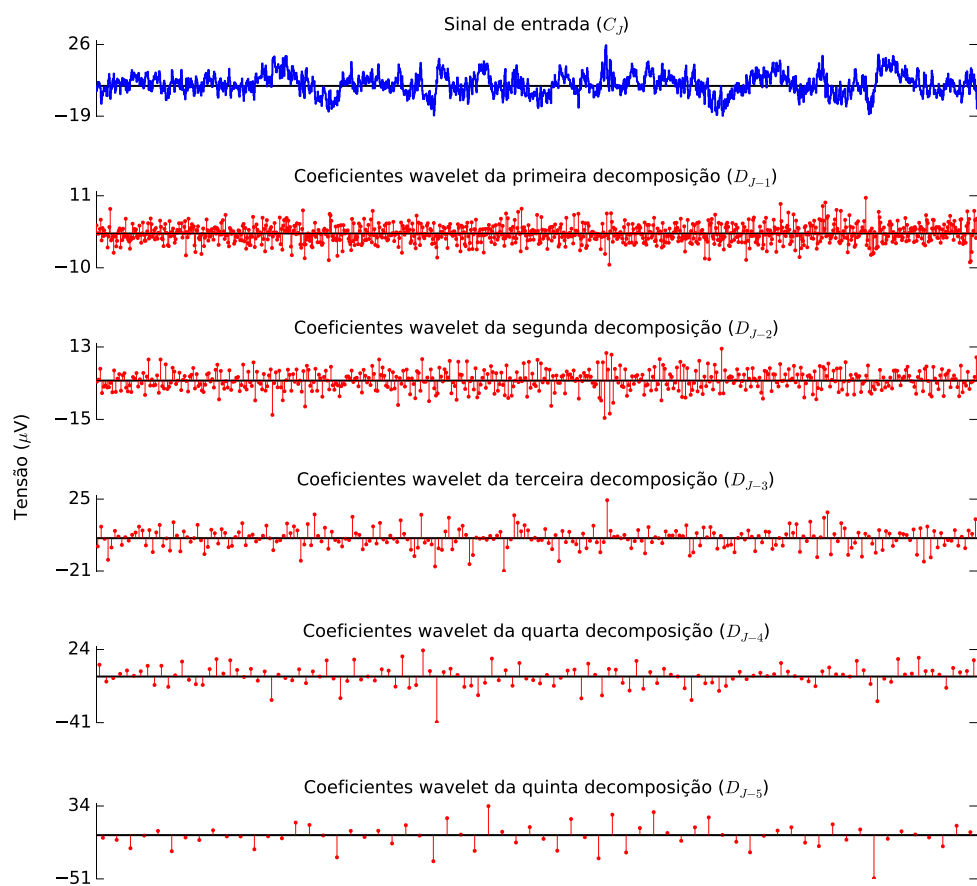 Sinal de entrada (C_J)
26
−19
Coeficientes wavelet da primeira decomposição (D_{J−1})
11
−10
Coeficientes wavelet da segunda decomposição (D_{J−2})
13
−15
Tensão (μV)
Coeficientes wavelet da terceira decomposição (D_{J−3})
25
−21
Coeficientes wavelet da quarta decomposição (D_{J−4})
24
−41
Coeficientes wavelet da quinta decomposição (D_{J−5})
34
−51